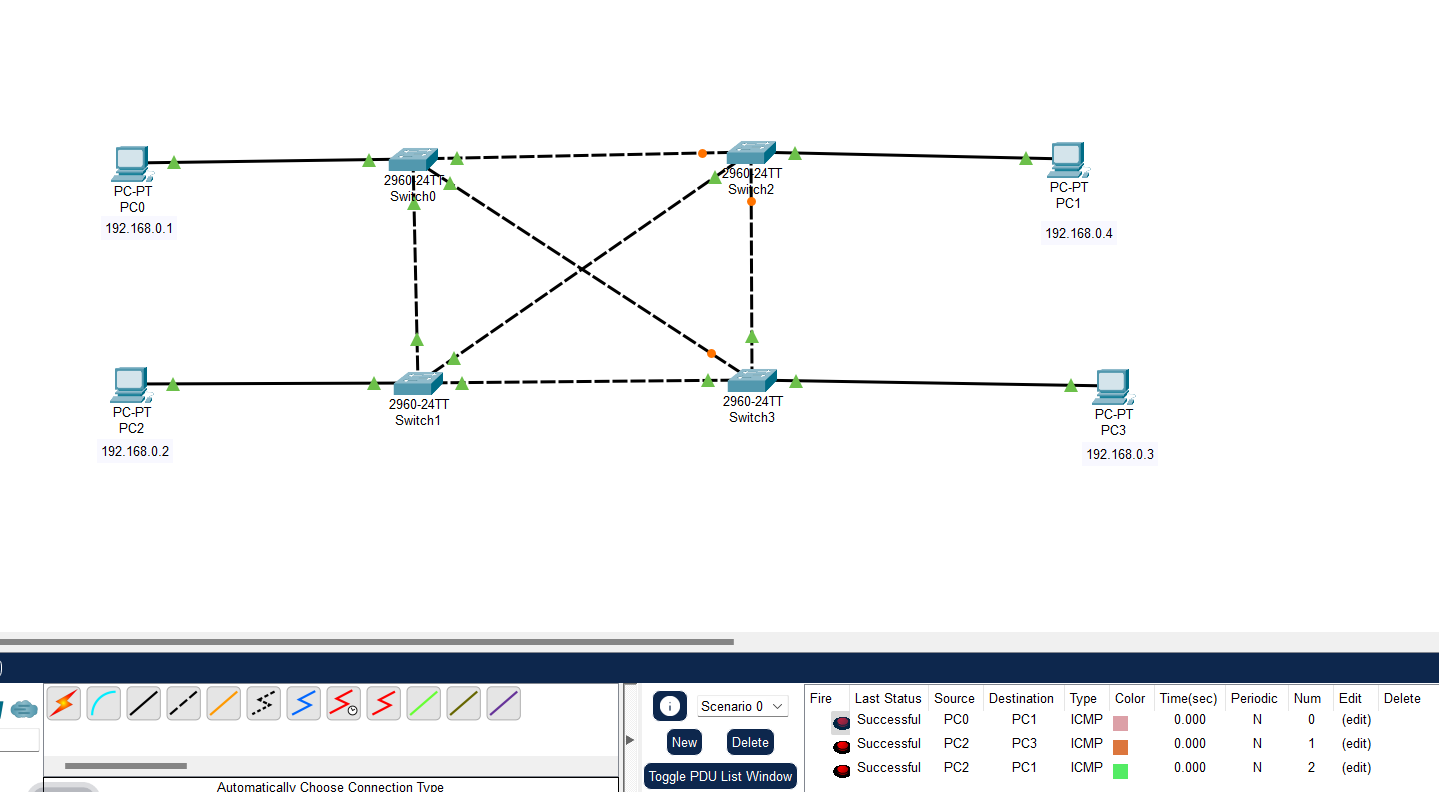 2960-24TT
Switch0
2960-24TT
Switch2
PC-PT
PC0
192.168.0.1
PC-PT
PC1
192.168.0.4
2960-24TT
Switch1
2960-24TT
Switch3
PC-PT
PC2
192.168.0.2
PC-PT
PC3
192.168.0.3
Scenario 0
New Delete
Toggle PDU List Window
Fire Last Status Source Destination Type Color Time(sec) Periodic Num Edit Delete
Successful PC0 PC1 ICMP 0.000 N 0 (edit)
Successful PC2 PC3 ICMP 0.000 N 1 (edit)
Successful PC2 PC1 ICMP 0.000 N 2 (edit)
Automatically Choose Connection Type